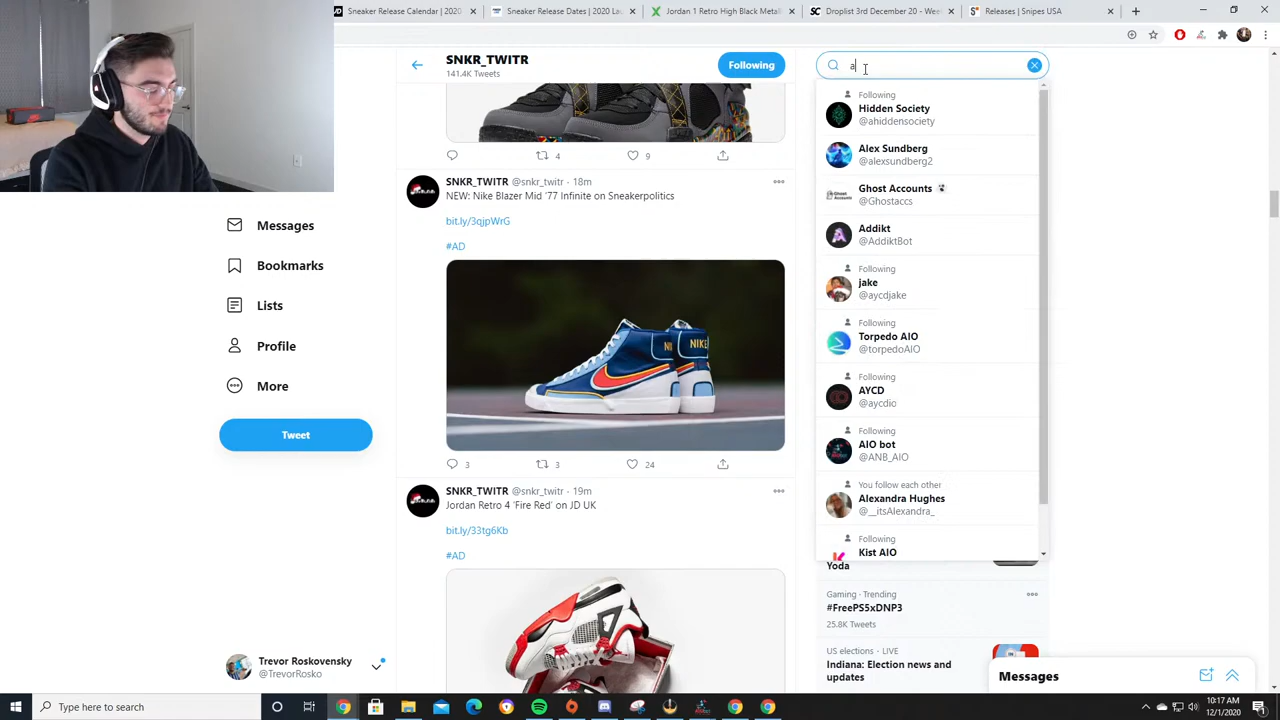 Sneaker Release Calendar | 2020
Sneaker Release Dates | 2020 La
Jordan 1 Retro High Black Metall
Droplist 3rd December 20 - Wee
Releases | Snipes USA
SNKR_TWITR
141.4K Tweets
Following
a
4
9
SNKR_TWITR @snkr_twitr · 18m
NEW: Nike Blazer Mid '77 Infinite on Sneakerpolitics
bit.ly/3qjpWrG
#AD
NIKE
3
3
24
SNKR_TWITR @snkr_twitr · 19m
Jordan Retro 4 'Fire Red' on JD UK
bit.ly/33tg6Kb
#AD
Messages
Bookmarks
Lists
Profile
More
Tweet
Trevor Roskovensky
@TrevorRosko
Following
Hidden Society
@ahiddensociety
Alex Sundberg
@alexsundberg2
Ghost Accounts
@Ghostaccs
Addikt
@AddiktBot
Following
jake
@aycdjake
Following
Torpedo AIO
@torpedoAIO
Following
AYCD
@aycdio
Following
AIO bot
@ANB_AIO
You follow each other
Alexandra Hughes
@__itsAlexandra_
Following
Kist AIO
Yoda
Gaming · Trending
#FreePS5xDNP3
25.8K Tweets
US elections · LIVE
Indiana: Election news and
updates
Messages
Type here to search
10:17 AM
12/1/2020